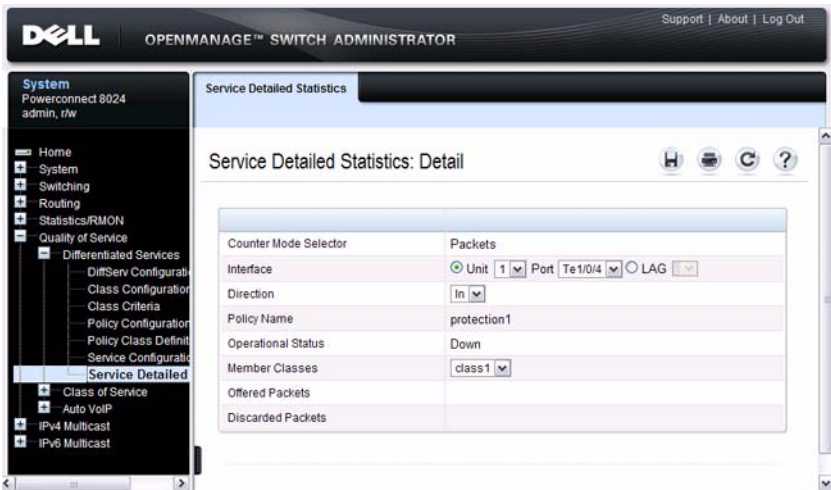 Support | About | Log Out
DELL
OPENMANAGE™ SWITCH ADMINISTRATOR
System
Powerconnect 8024
admin, r/w
Service Detailed Statistics
Home
System
Switching
Routing
Statistics/RMON
Quality of Service
Differentiated Services
DiffServ Configurati
Class Configuration
Class Criteria
Policy Configuration
Policy Class Definit
Service Configuratio
Service Detailed
Class of Service
Auto VoIP
IPv4 Multicast
IPv6 Multicast
Service Detailed Statistics: Detail
Counter Mode Selector Packets
Interface Unit 1 Port Te1/0/4 LAG
Direction In
Policy Name protection1
Operational Status Down
Member Classes class1
Offered Packets
Discarded Packets